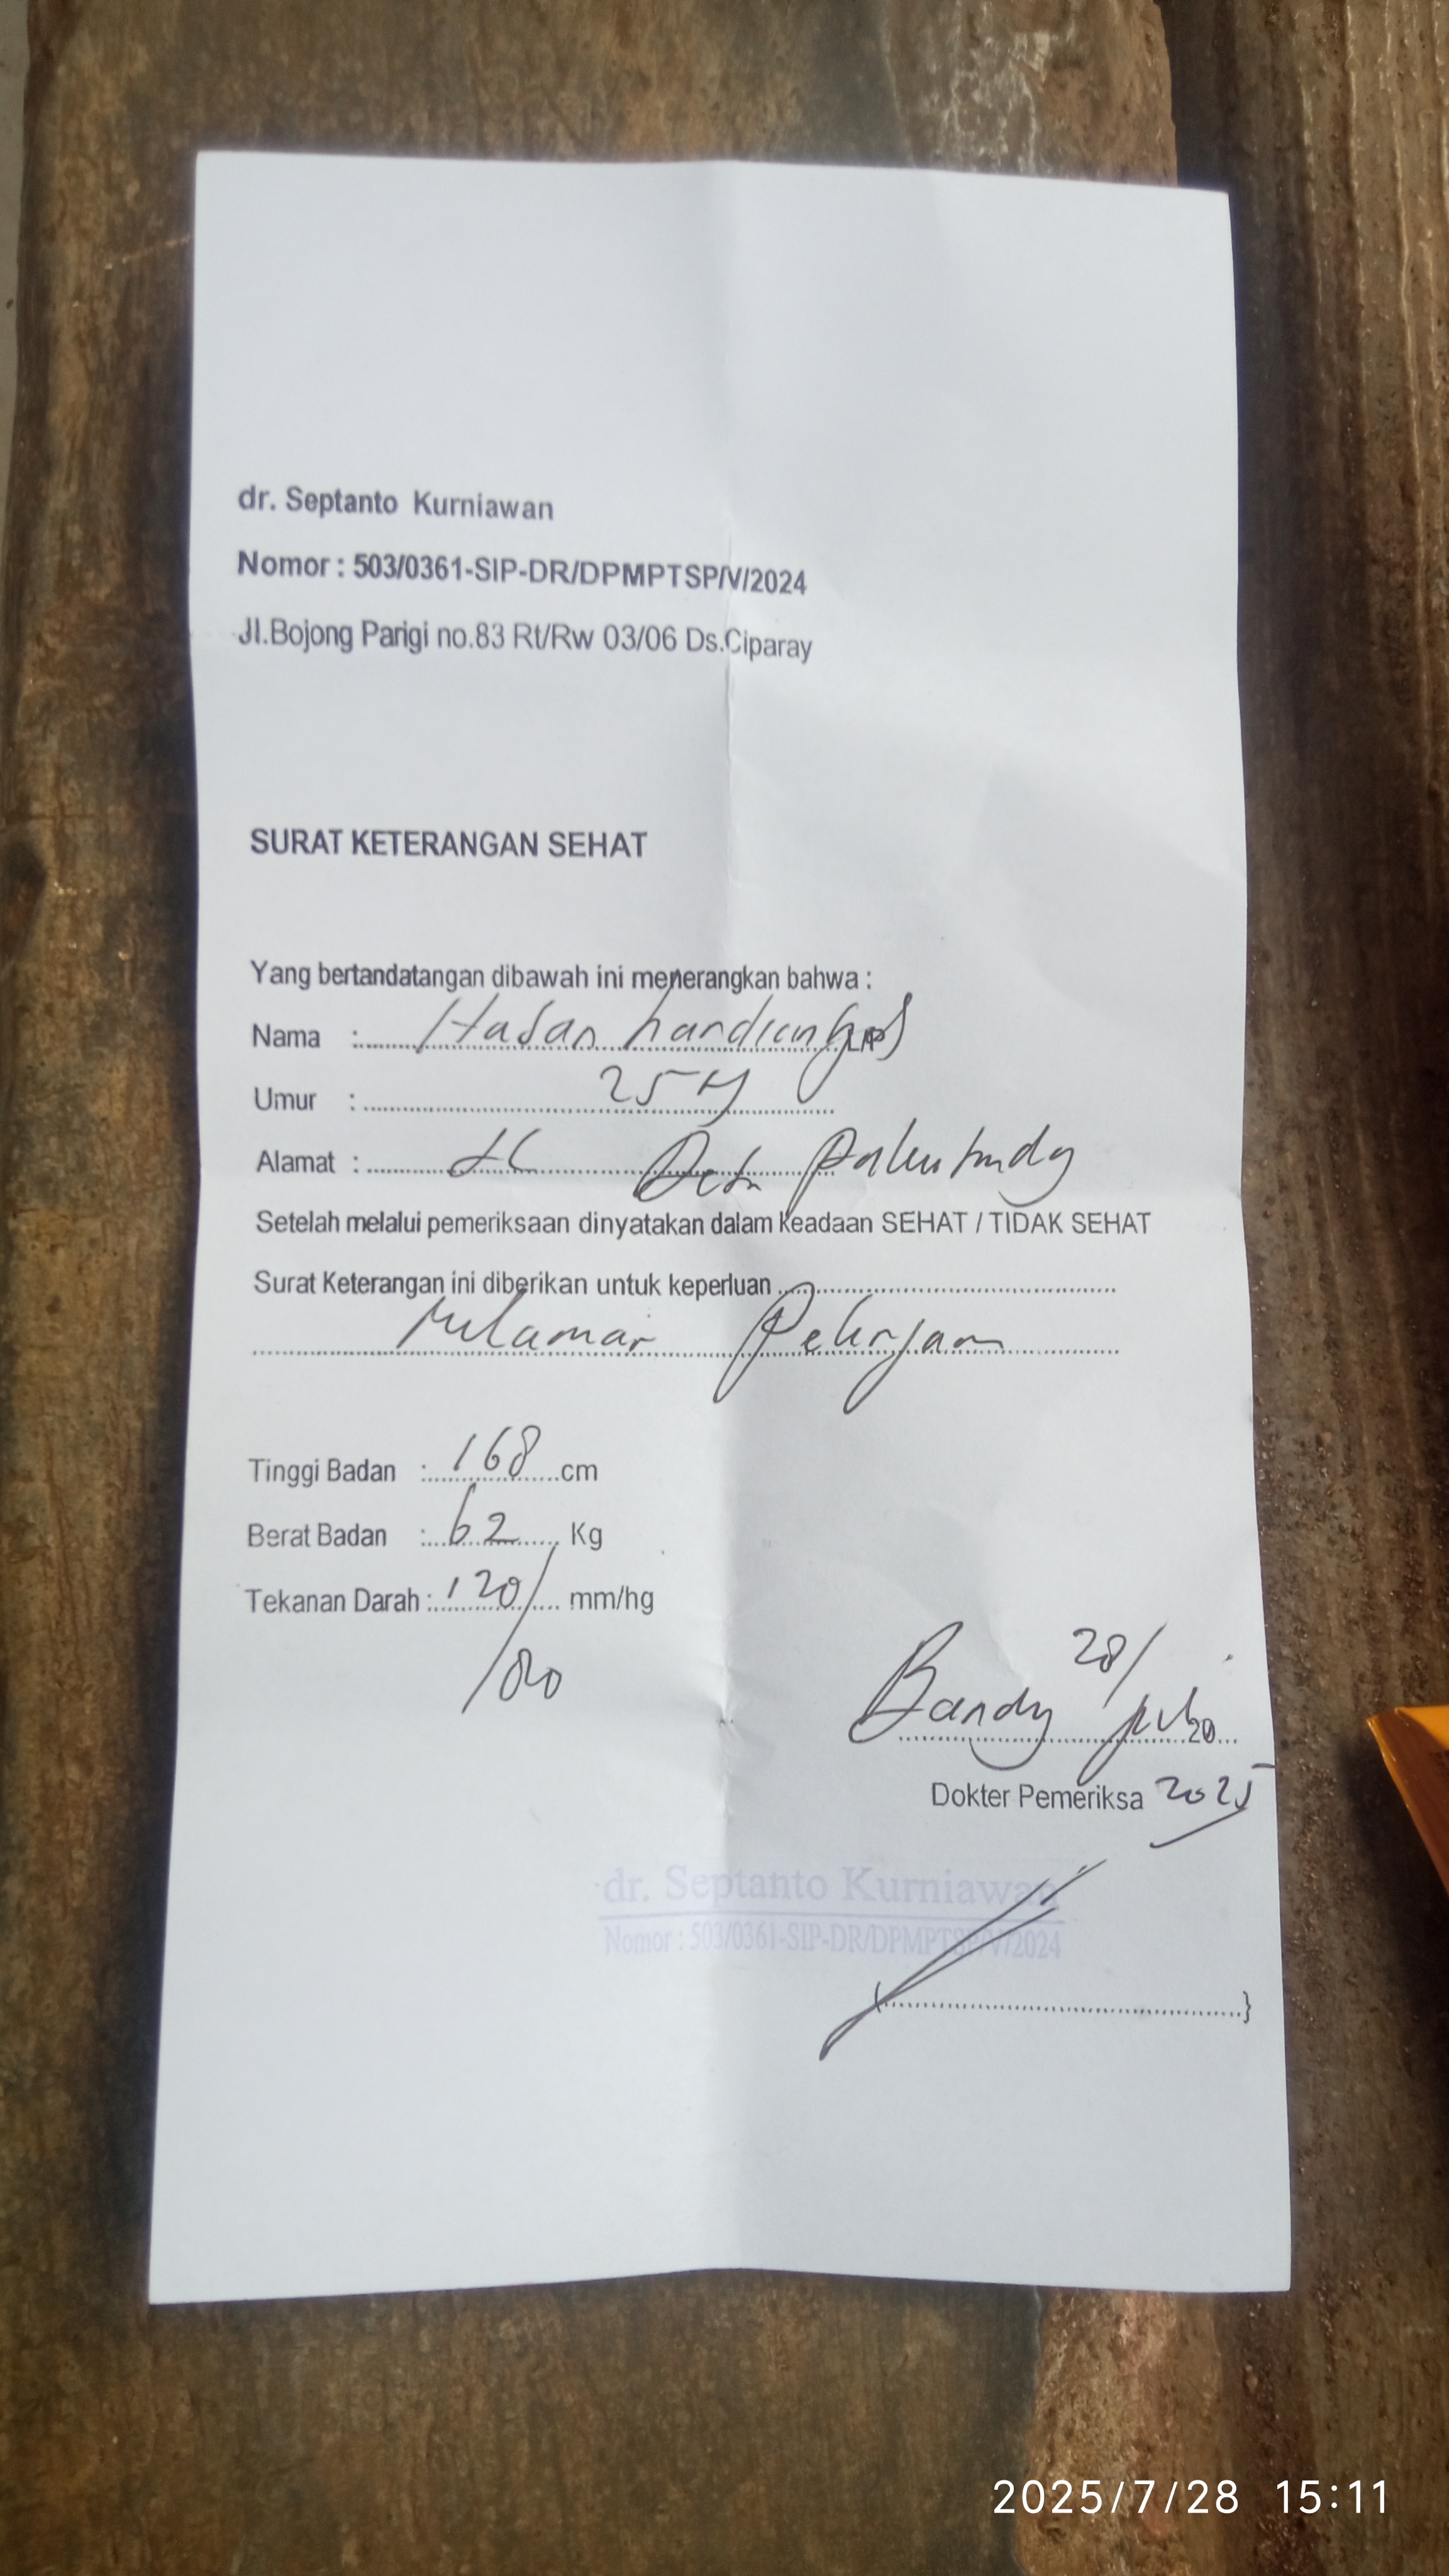 dr. Septanto Kurniawan
Nomor : 503/0361-SIP-DR/DPMPTSP/V/2024
Jl.Bojong Parigi no.83 Rt/Rw 03/06 Ds.Ciparay
SURAT KETERANGAN SEHAT
Yang bertandatangan dibawah ini menerangkan bahwa :
Nama : Hasan
Umur : 25
Alamat :
Setelah melalui pemeriksaan dinyatakan dalam Keadaan SEHAT / TIDAK SEHAT
Surat Keterangan ini diberikan untuk keperluan
Melamar Pekerjaan
Tinggi Badan : 168 cm
Berat Badan : 62 Kg
Tekanan Darah : 120/ mm/hg
/80
Bandg 28/ Juli 20
Dokter Pemeriksa 2025
dr. Septanto Kurniawan
Nomor : 503/0361-SIP-DR/DPMPTSP/V/2024
2025/7/28 15:11